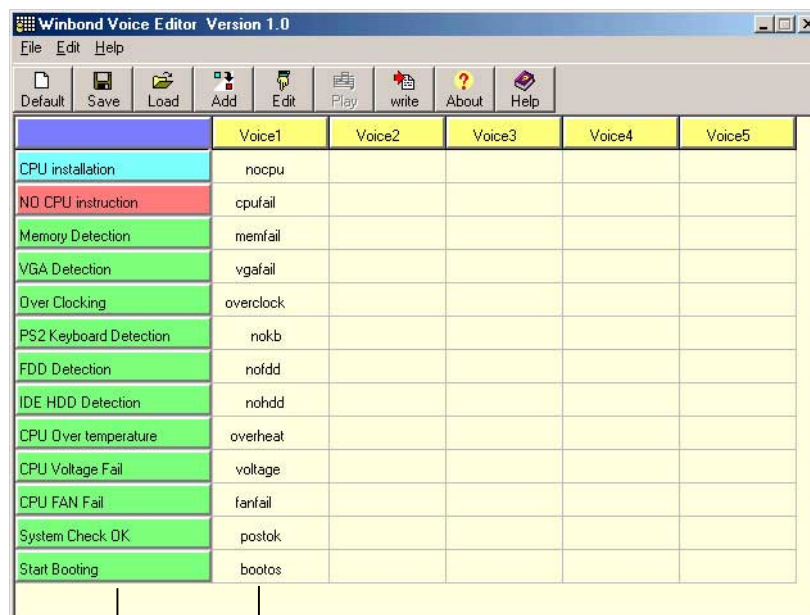 Winbond Voice Editor Version 1.0
File Edit Help
Default Save Load Add Edit Play write About Help
Voice1 Voice2 Voice3 Voice4 Voice5
CPU installation nocpu
NO CPU instruction cpufail
Memory Detection memfail
VGA Detection vgafail
Over Clocking overclock
PS2 Keyboard Detection nokb
FDD Detection nofdd
IDE HDD Detection nohdd
CPU Over temperature overheat
CPU Voltage Fail voltage
CPU FAN Fail fanfail
System Check OK postok
Start Booting bootos